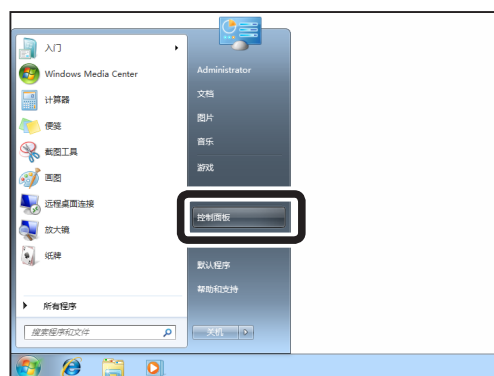 入门
Windows Media Center
计算器
便笺
截图工具
画图
远程桌面连接
放大镜
纸牌
所有程序
搜索程序和文件
Administrator
文档
图片
音乐
游戏
控制面板
默认程序
帮助和支持
关机